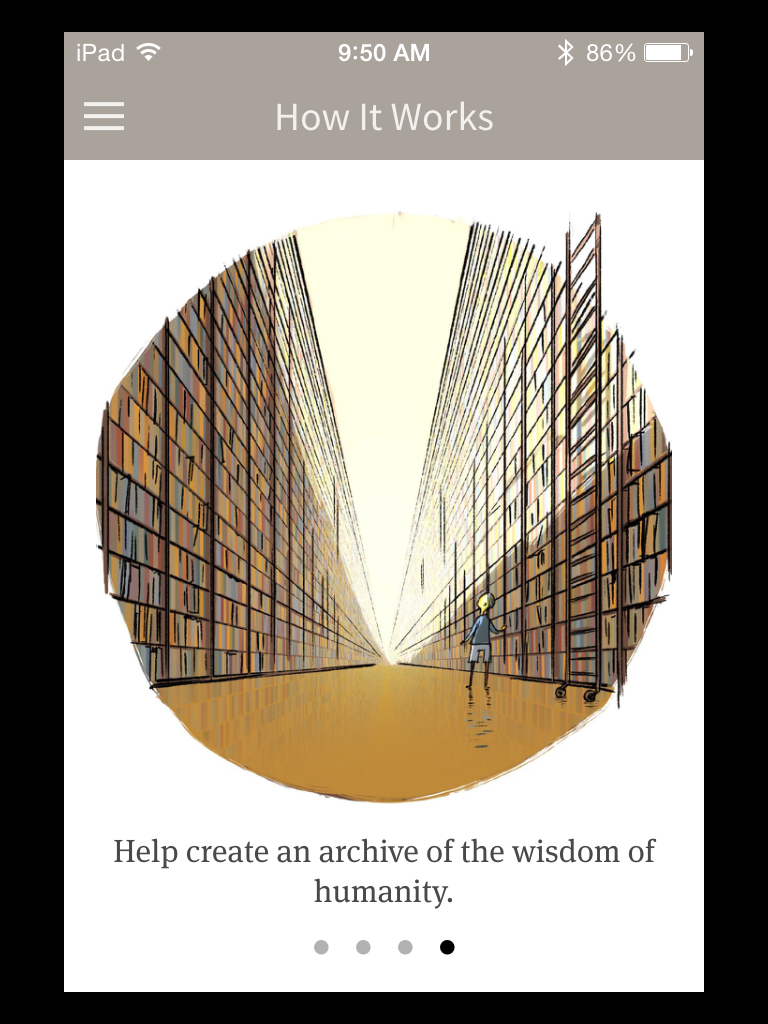 iPad 9:50 AM 86%
How It Works
Help create an archive of the wisdom of
humanity.